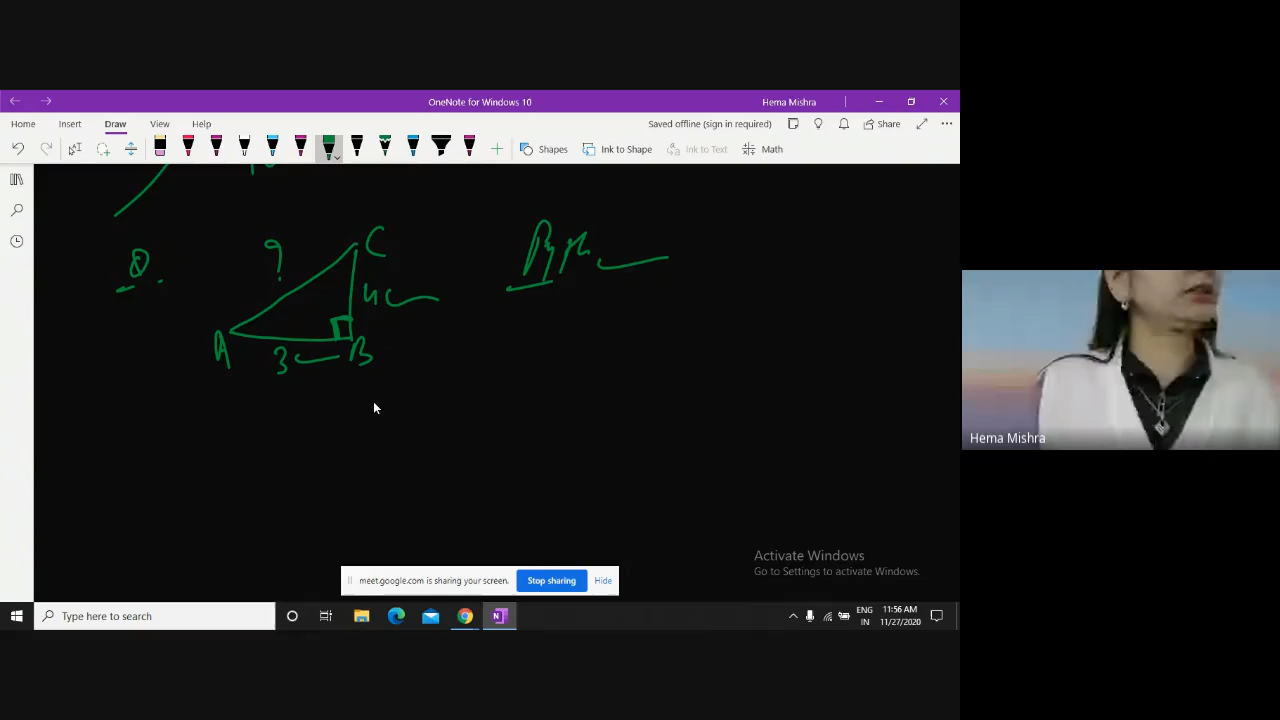 OneNote for Windows 10
Hema Mishra
Home Insert Draw View Help
Saved offline (sign in required) Share
Shapes Ink to Shape Ink to Text Math
Q.
?
C
4
A
3
B
Pyth
Hema Mishra
Activate Windows
Go to Settings to activate Windows.
meet.google.com is sharing your screen. Stop sharing Hide
Type here to search
N
ENG
IN
11:56 AM
11/27/2020